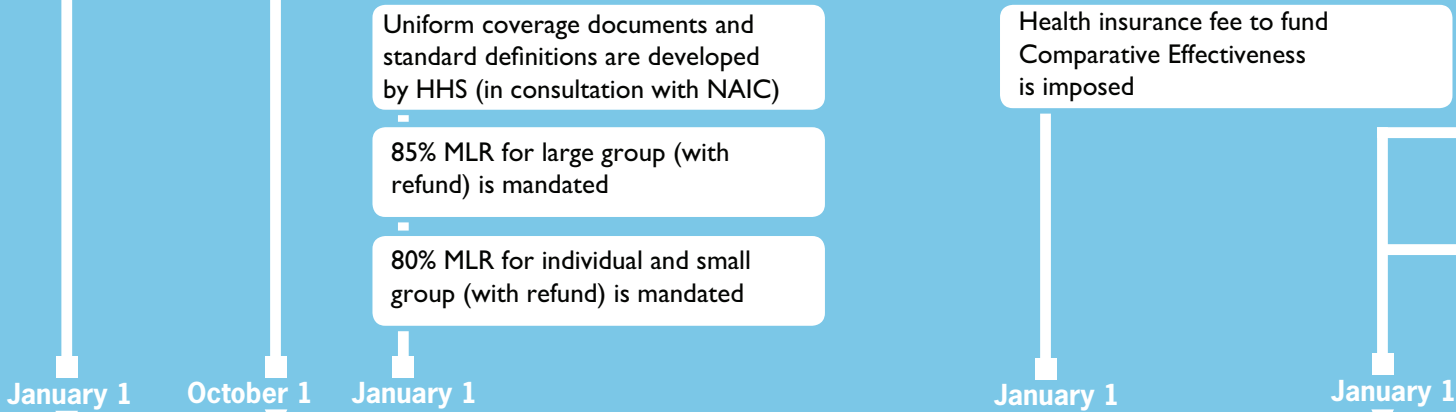 Uniform coverage documents and
standard definitions are developed
by HHS (in consultation with NAIC)
85% MLR for large group (with
refund) is mandated
80% MLR for individual and small
group (with refund) is mandated
Health insurance fee to fund
Comparative Effectiveness
is imposed
January 1
October 1
January 1
January 1
January 1